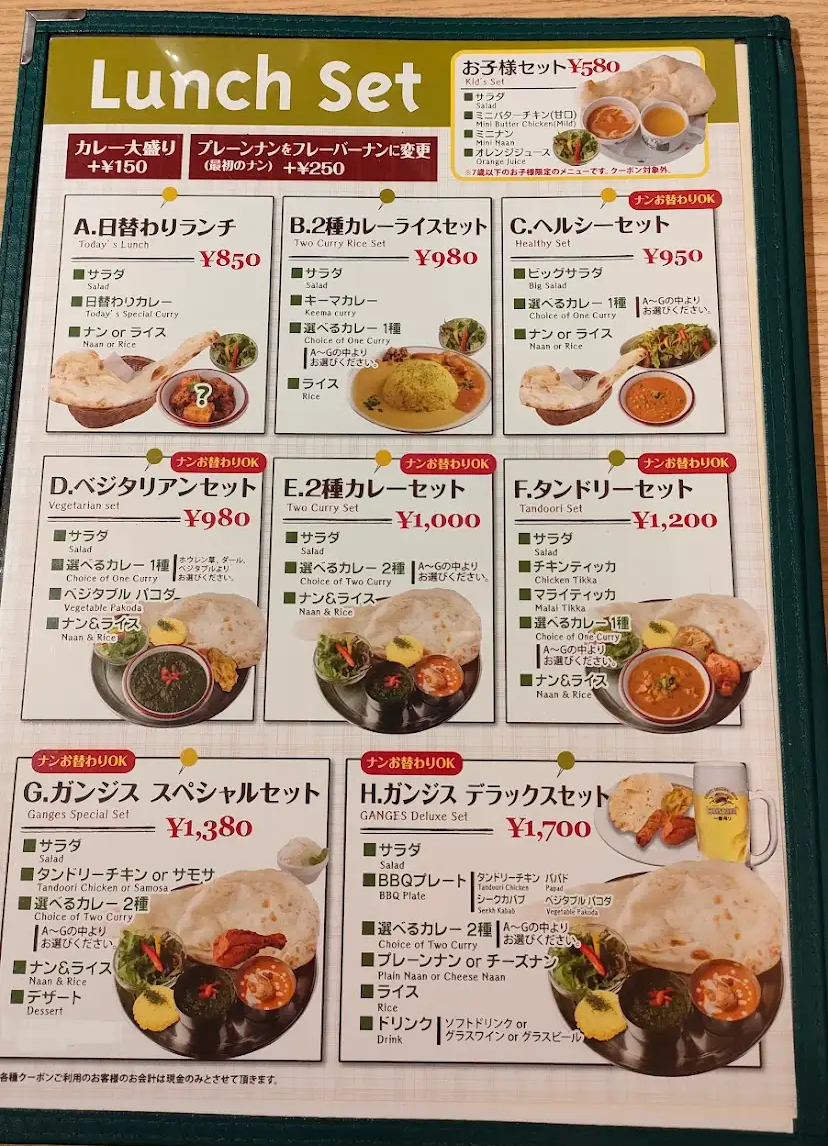 Lunch Set
お子様セット ¥580
Kid's Set
サラダ
Salad
ミニバターチキン(甘口)
Mini Butter Chicken(Mild)
ミニナン
Mini Naan
オレンジジュース
Orange Juice
※7歳以下のお子様限定のメニューです。クーポン対象外。
カレー大盛り
+¥150
プレーンナンをフレーバーナンに変更
(最初のナン) +¥250
A.日替わりランチ
Today's Lunch
¥850
サラダ
Salad
日替わりカレー
Today's Special Curry
ナン or ライス
Naan or Rice
?
B.2種カレーライスセット
Two Curry Rice Set
¥980
サラダ
Salad
キーマカレー
Keema curry
選べるカレー 1種
Choice of One Curry
A〜Gの中より
お選びください。
ライス
Rice
ナンお替わりOK
C.ヘルシーセット
Healthy Set
¥950
ビッグサラダ
Big Salad
選べるカレー 1種
Choice of One Curry
A〜Gの中より
お選びください。
ナン or ライス
Naan or Rice
ナンお替わりOK
D.ベジタリアンセット
Vegetarian set
¥980
サラダ
Salad
選べるカレー 1種
Choice of One Curry
ホウレン草、ダール、
ベジタブルより
お選びください。
ベジタブル パコダ
Vegetable Pakoda
ナン&ライス
Naan & Rice
ナンお替わりOK
E.2種カレーセット
Two Curry Set
¥1,000
サラダ
Salad
選べるカレー 2種
Choice of Two Curry
A〜Gの中より
お選びください。
ナン&ライス
Naan & Rice
ナンお替わりOK
F.タンドリーセット
Tandoori Set
¥1,200
サラダ
Salad
チキンティッカ
Chicken Tikka
マライティッカ
Malai Tikka
選べるカレー 1種
Choice of One Curry
A〜Gの中より
お選びください。
ナン&ライス
Naan & Rice
ナンお替わりOK
G.ガンジス スペシャルセット
Ganges Special Set
¥1,380
サラダ
Salad
タンドリーチキン or サモサ
Tandoori Chicken or Samosa
選べるカレー 2種
Choice of Two Curry
A〜Gの中より
お選びください。
ナン&ライス
Naan & Rice
デザート
Dessert
ナンお替わりOK
H.ガンジス デラックスセット
GANGES Deluxe Set
¥1,700
サラダ
Salad
BBQプレート
BBQ Plate
タンドリーチキン パパド
Tandouri Chicken Papad
シークカバブ ベジタブル パコダ
Seekh Kabab Vegetable Pakoda
選べるカレー 2種
Choice of Two Curry
A〜Gの中より
お選びください。
プレーンナン or チーズナン
Plain Naan or Cheese Naan
ライス
Rice
ドリンク
Drink
ソフトドリンク or
グラスワイン or グラスビール
各種クーポンご利用のお客様のお会計は現金のみとさせて頂きます。